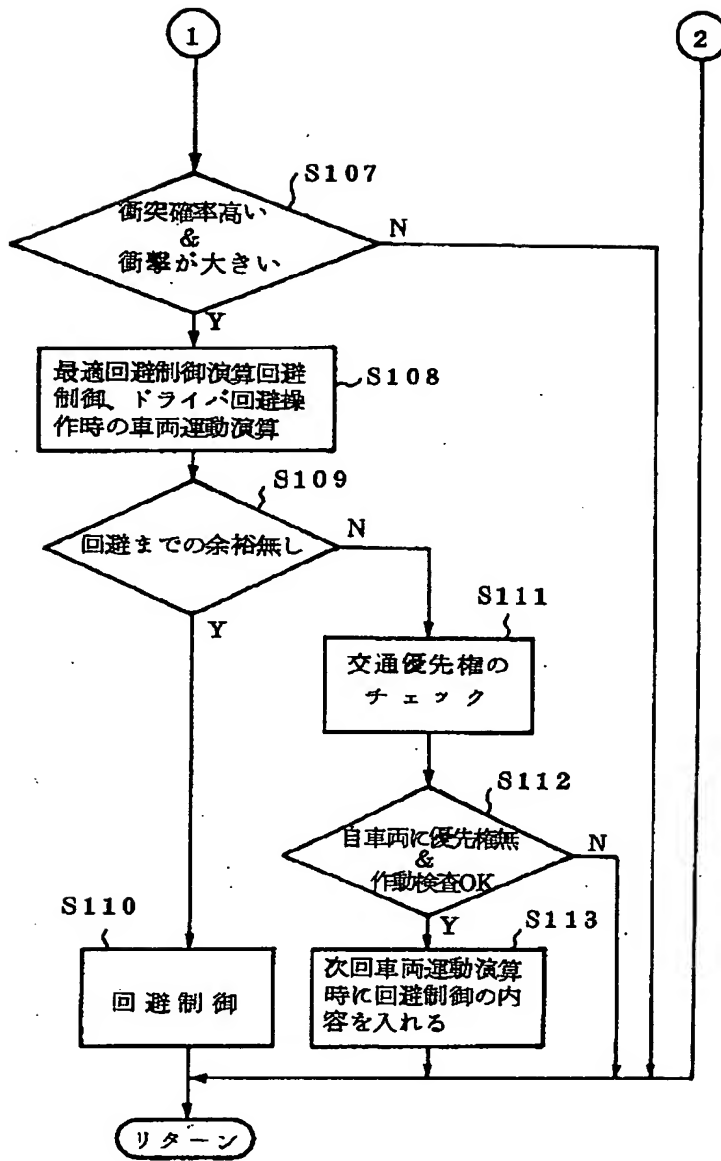 1
2
S107
衝突確率高い
&
衝撃が大きい
N
Y
最適回避制御演算回避
制御、ドライバ回避操
作時の車両運動演算
S108
S109
回避までの余裕無し
N
Y
S111
交通優先権の
チェック
S112
自車両に優先権無
&
作動検査OK
N
Y
S110
回避制御
S113
次回車両運動演算
時に回避制御の内
容を入れる
リターン